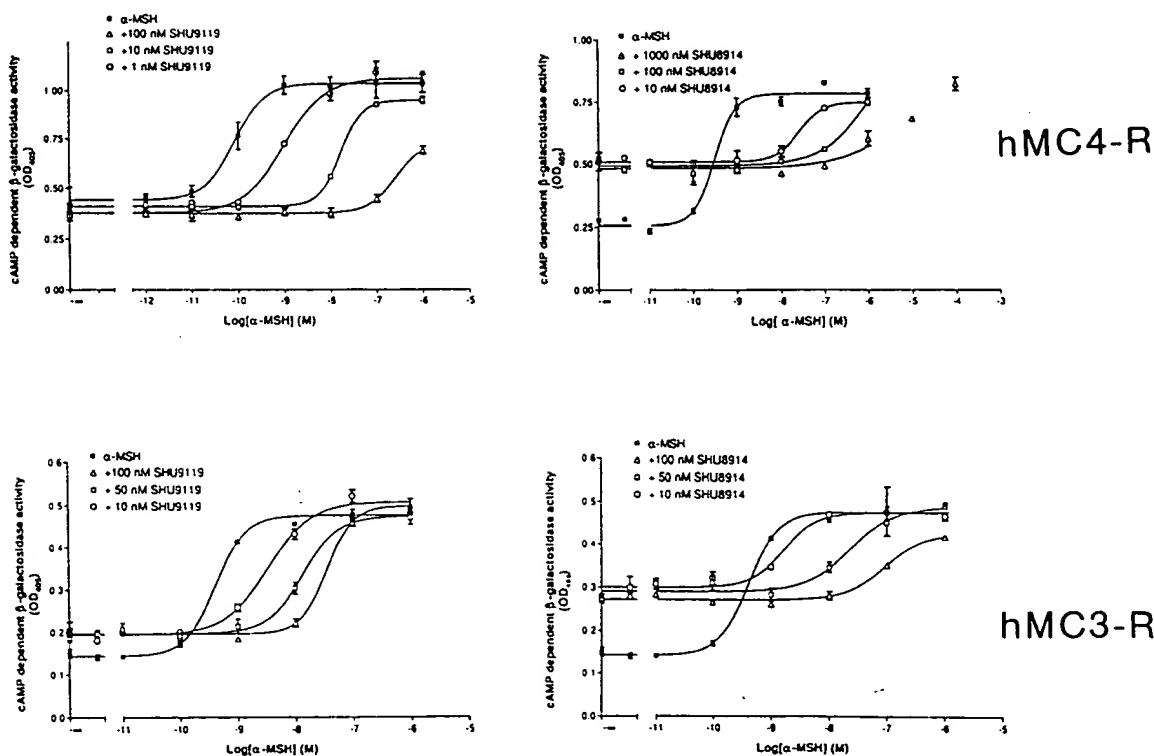 α-MSH
+100 nM SHU9119
+10 nM SHU9119
+ 1 nM SHU9119
cAMP dependent β-galactosidase activity
(OD405)
1.00
0.75
0.50
0.25
0.00
-∞ -12 -11 -10 -9 -8 -7 -6 -5
Log[α-MSH] (M)
α-MSH
+ 1000 nM SHU8914
+ 100 nM SHU8914
+ 10 nM SHU8914
cAMP dependent β-galactosidase activity
(OD405)
1.00
0.75
0.50
0.25
0.00
-∞ -11 -10 -9 -8 -7 -6 -5 -4 -3
Log[ α-MSH] (M)
hMC4-R
α-MSH
+100 nM SHU9119
+ 50 nM SHU9119
+ 10 nM SHU9119
cAMP dependent β-galactosidase activity
(OD405)
0.6
0.5
0.4
0.3
0.2
0.1
0.0
-∞ -11 -10 -9 -8 -7 -6 -5
Log[α-MSH] (M)
α-MSH
+100 nM SHU8914
+ 50 nM SHU8914
+ 10 nM SHU8914
cAMP dependent β-galactosidase activity
0.6
0.5
0.4
0.3
0.2
0.1
0.0
-∞ -11 -10 -9 -8 -7 -6 -5
Log[α-MSH] (M)
hMC3-R